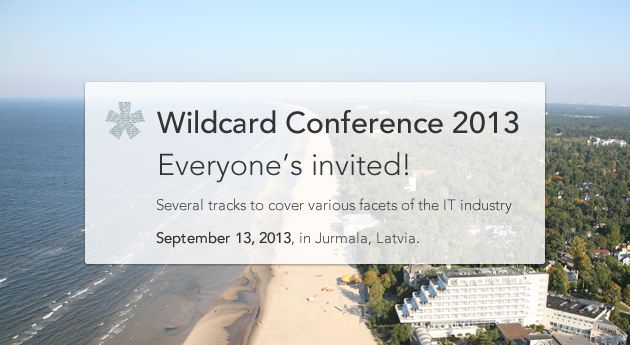 Wildcard Conference 2013
Everyone’s invited!
Several tracks to cover various facets of the IT industry
September 13, 2013, in Jurmala, Latvia.